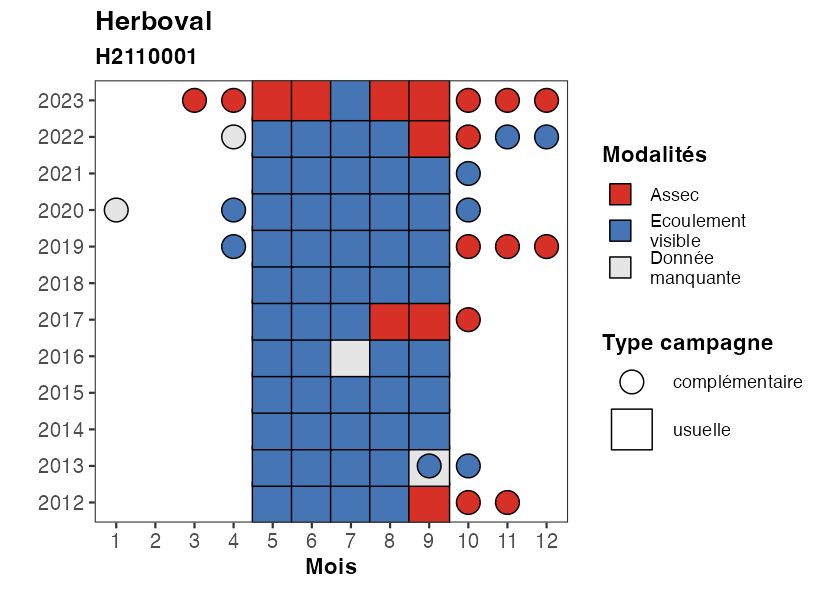 Herboval
H2110001
2023
2022
2021
2020
2019
2018
2017
2016
2015
2014
2013
2012
1 2 3 4 5 6 7 8 9 10 11 12
Mois
Modalités
Assec
Ecoulement
visible
Donnée
manquante
Type campagne
complémentaire
usuelle